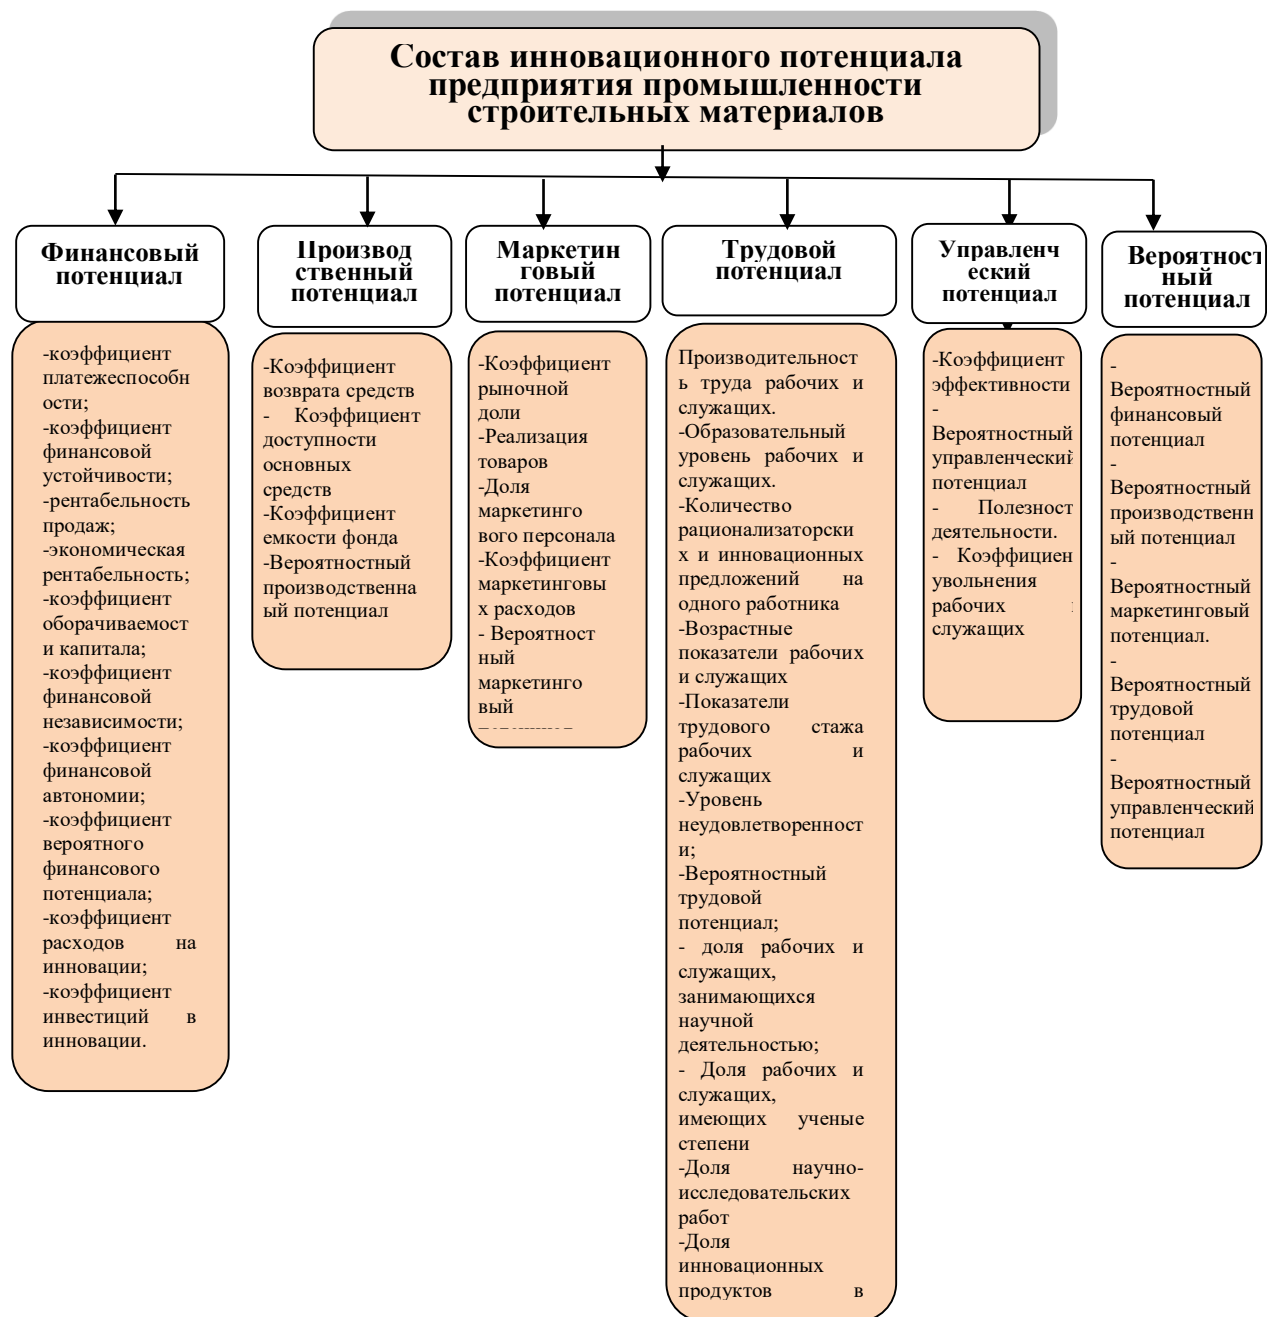 Состав инновационного потенциала
предприятия промышленности
строительных материалов
Финансовый
потенциал
Производ
ственный
потенциал
Маркетин
говый
потенциал
Трудовой
потенциал
Управленч
еский
потенциал
Вероятност
ный
потенциал
-коэффициент
платежеспособн
ости;
-коэффициент
финансовой
устойчивости;
-рентабельность
продаж;
-экономическая
рентабельность;
-коэффициент
оборачиваемост
и капитала;
-коэффициент
финансовой
независимости;
-коэффициент
финансовой
автономии;
-коэффициент
вероятного
финансового
потенциала;
-коэффициент
расходов на
инновации;
-коэффициент
инвестиций в
инновации.
-Коэффициент
возврата средств
- Коэффициент
доступности
основных
средств
-Коэффициент
емкости фонда
-Вероятностный
производственна
ый потенциал
-Коэффициент
рыночной
доли
-Реализация
товаров
-Доля
маркетинго
вого персонала
-Коэффициент
маркетинговы
х расходов
- Вероятност
ный
маркетинго
вый
Производительност
ь труда рабочих и
служащих.
-Образовательный
уровень рабочих и
служащих.
-Количество
рационализаторски
х и инновационных
предложений на
одного работника
-Возрастные
показатели рабочих
и служащих
-Показатели
трудового стажа
рабочих и
служащих
-Уровень
неудовлетворенност
и;
-Вероятностный
трудовой
потенциал;
- доля рабочих и
служащих,
занимающихся
научной
деятельностью;
- Доля рабочих и
служащих,
имеющих ученые
степени
-Доля научно-
исследовательских
работ
-Доля
инновационных
продуктов в
-Коэффициент
эффективности
-
Вероятностный
управленческий
потенциал
- Полезност
деятельности.
- Коэффициен
увольнения
рабочих
служащих
-
Вероятностный
финансовый
потенциал
-
Вероятностный
производственн
ый потенциал
-
Вероятностный
маркетинговый
потенциал.
-
Вероятностный
трудовой
потенциал
-
Вероятностный
управленческий
потенциал